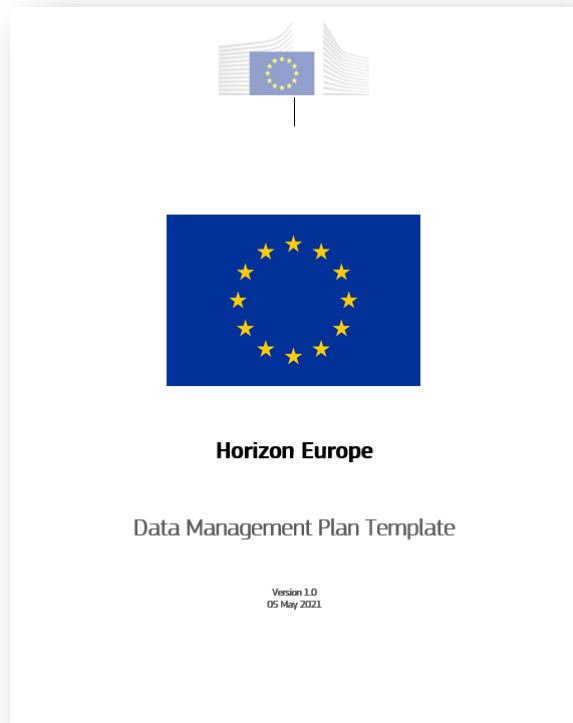 Horizon Europe
Data Management Plan Template
Version 1.0
05 May 2021